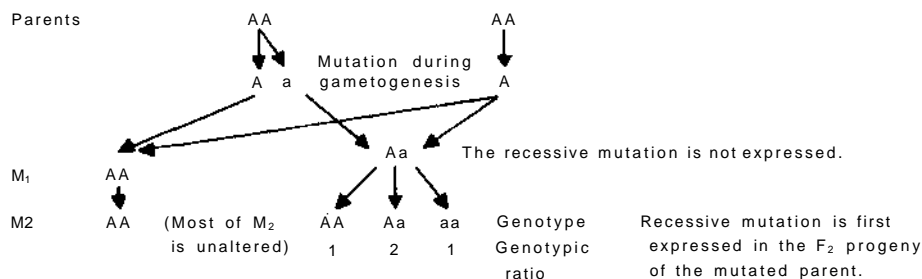 Parents AA AA
Mutation during
A a gametogenesis A
Aa The recessive mutation is not expressed.
M₁ AA
M2 AA (Most of M₂ AA Aa aa Genotype Recessive mutation is first
is unaltered) 1 2 1 Genotypic expressed in the F₂ progeny
ratio of the mutated parent.